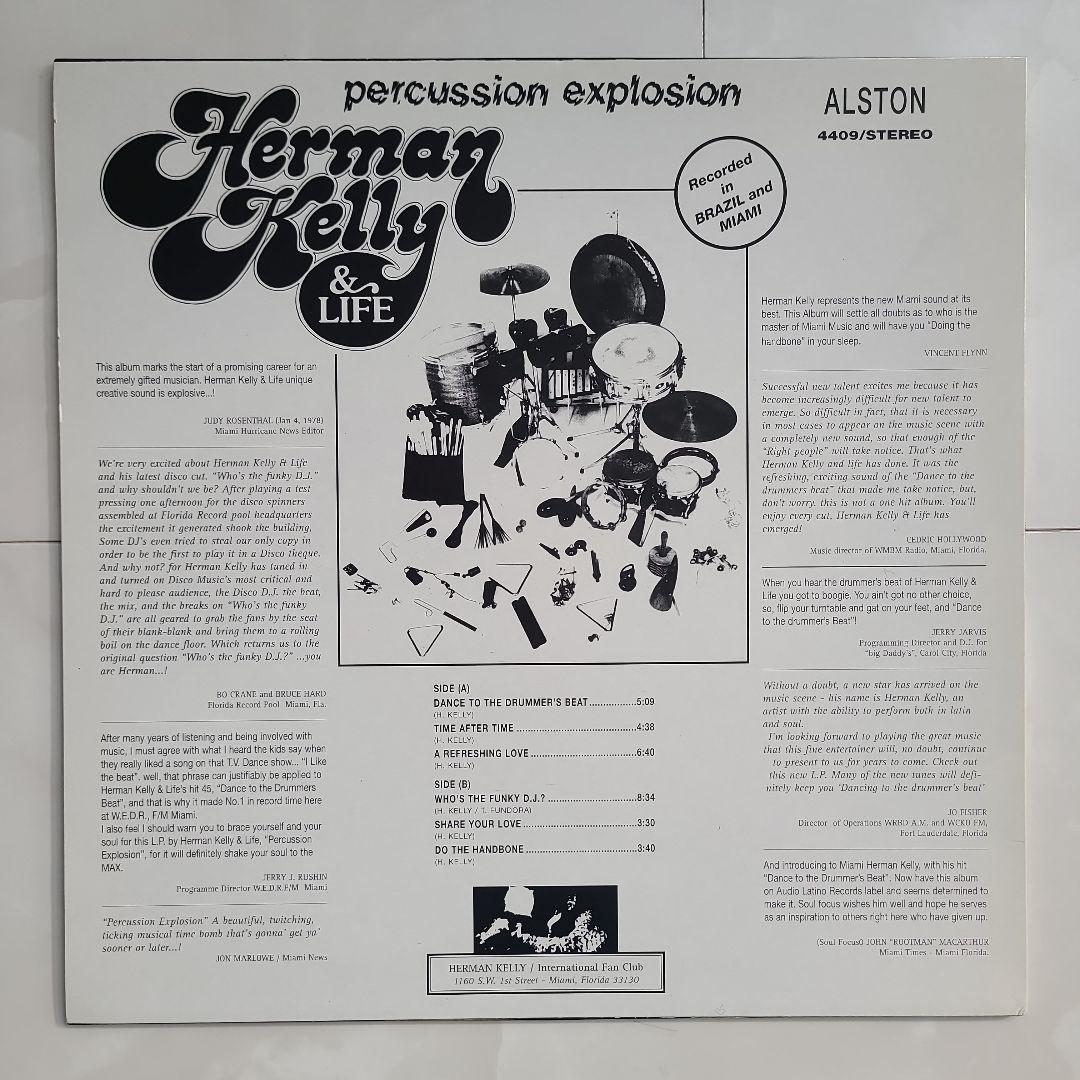 percussion explosion
Herman
Kelly
&
LIFE
ALSTON
4409/STEREO
Recorded
in
BRAZIL and
MIAMI
This album marks the start of a promising career for an
extremely gifted musician. Herman Kelly & Life unique
creative sound is explosive...!
JUDY ROSENTHAL (Jan 4, 1978)
Miami Hurricane News Editor
We're very excited about Herman Kelly & Life
and his latest disco cut. "Who's the funky D.J."
and why shouldn't we be? After playing a test
pressing one afternoon for the disco spinners
assembled at Florida Record pool headquarters
the excitement it generated shook the building,
Some DJ's even tried to steal our only copy in
order to be the first to play it in a Disco theque.
And why not? for Herman Kelly has tuned in
and turned on Disco Music's most critical and
hard to please audience, the Disco D.J. the beat,
the mix, and the breaks on "Who's the funky
D.J." are all geared to grab the fans by the seat
of their blank-blank and bring them to a rolling
boil on the dance floor. Which returns us to the
original question "Who's the funky D.J.?" ...you
are Herman...!
BO CRANE and BRUCE HARD
Florida Record Pool Miami, Fla.
After many years of listening and being involved with
music, I must agree with what I heard the kids say when
they really liked a song on that T.V. Dance show... "I Like
the beat". well, that phrase can justifiably be applied to
Herman Kelly & Life's hit 45, "Dance to the Drummers
Beat", and that is why it made No.1 in record time here
at W.E.D.R., F/M Miami.
I also feel I should warn you to brace yourself and your
soul for this L.P. by Herman Kelly & Life, "Percussion
Explosion", for it will definitely shake your soul to the
MAX.
JERRY J. RUSHIN
Programme Director W.E.D.R.F/M Miami
"Percussion Explosion" A beautiful, twitching,
ticking musical time bomb that's gonna' get ya'
sooner or later...!
JON MARLOWE / Miami News
SIDE (A)
DANCE TO THE DRUMMER'S BEAT ................5:09
(H. KELLY)
TIME AFTER TIME ..........................4:38
(H. KELLY)
A REFRESHING LOVE ........................6:40
(H. KELLY)
SIDE (B)
WHO'S THE FUNKY D.J.? ....................8:34
(H. KELLY / T. FUNDORA)
SHARE YOUR LOVE ..........................3:30
(H. KELLY)
DO THE HANDBONE ..........................3:40
(H. KELLY)
HERMAN KELLY / International Fan Club
1160 S.W. 1st Street - Miami, Florida 33130
Herman Kelly represents the new Miami sound at its
best. This Album will settle all doubts as to who is the
master of Miami Music and will have you "Doing the
handbone" in your sleep.
VINCENT FLYNN
Successful new talent excites me because it has
become increasingly difficult for new talent to
emerge. So difficult in fact, that it is necessary
in most cases to appear on the music scene with
a completely new sound, so that enough of the
"Right people" will take notice. That's what
Herman Kelly and life has done. It was the
refreshing, exciting sound of the "Dance to the
drummers beat" that made me take notice, but,
don't worry. this is not a one hit album. You'll
enjoy every cut. Herman Kelly & Life has
emerged!
CEDRIC HOLLYWOOD
Music director of WMBM Radio, Miami, Florida.
When you hear the drummer's beat of Herman Kelly &
Life you got to boogie. You ain't got no other choice,
so, flip your turntable and gat on your feet, and "Dance
to the drummer's Beat"!
JERRY JARVIS
Programming Director and D.J. for
"big Daddy's", Carol City, Florida
Without a doubt, a new star has arrived on the
music scene - his name is Herman Kelly, an
artist with the ability to perform both in latin
and soul.
I'm looking forward to playing the great music
that this fine entertainer will, no doubt, continue
to present to us for years to come. Check out
this new L.P. Many of the new tunes will defi-
nitely keep you 'Dancing to the drummer's beat'
JO FISHER
Director of Operations WRBD A.M. and WCKO FM,
Fort Lauderdale, Florida
And introducing to Miami Herman Kelly, with his hit
"Dance to the Drummer's Beat". Now have this album
on Audio Latino Records label and seems determined to
make it. Soul focus wishes him well and hope he serves
as an inspiration to others right here who have given up.
(Soul Focus0 JOHN "ROOTMAN" MACARTHUR
Miami Times - Miami Florida.